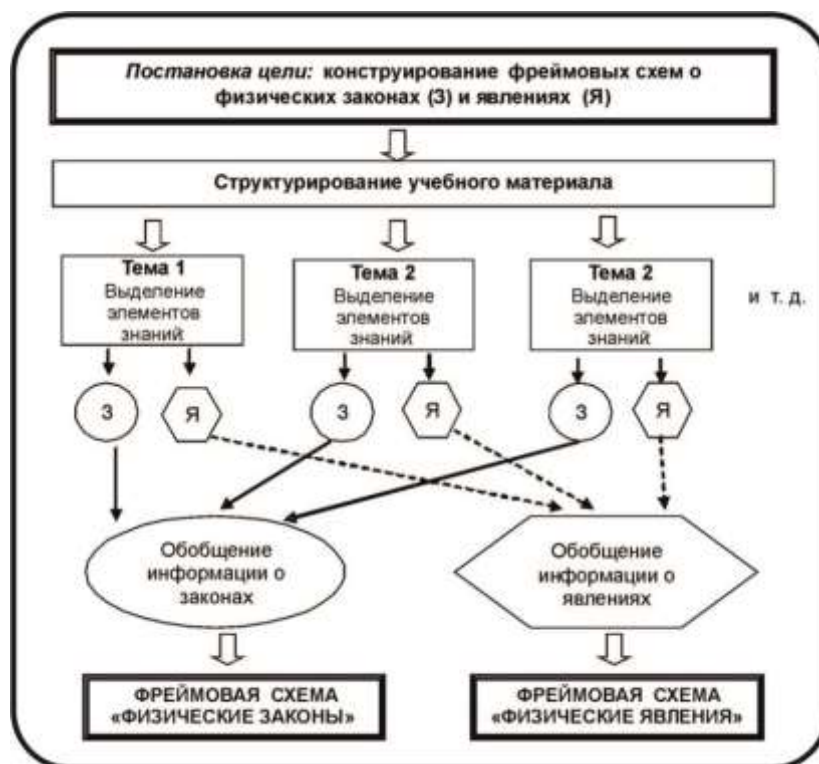 Постановка цели: конструирование фреймовых схем о
физических законах (З) и явлениях (Я)
Структурирование учебного материала
Тема 1
Выделение
элементов
знаний:
Тема 2
Выделение
элементов
знаний:
Тема 2
Выделение
элементов
знаний:
и т. д.
З
Я
З
Я
З
Я
Обобщение
информации о
законах
Обобщение
информации о
явлениях
ФРЕЙМОВАЯ СХЕМА
«ФИЗИЧЕСКИЕ ЗАКОНЫ»
ФРЕЙМОВАЯ СХЕМА
«ФИЗИЧЕСКИЕ ЯВЛЕНИЯ»